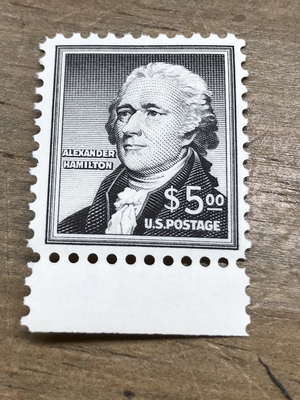 ALEXANDER
HAMILTON
$5.00
U.S.POSTAGE